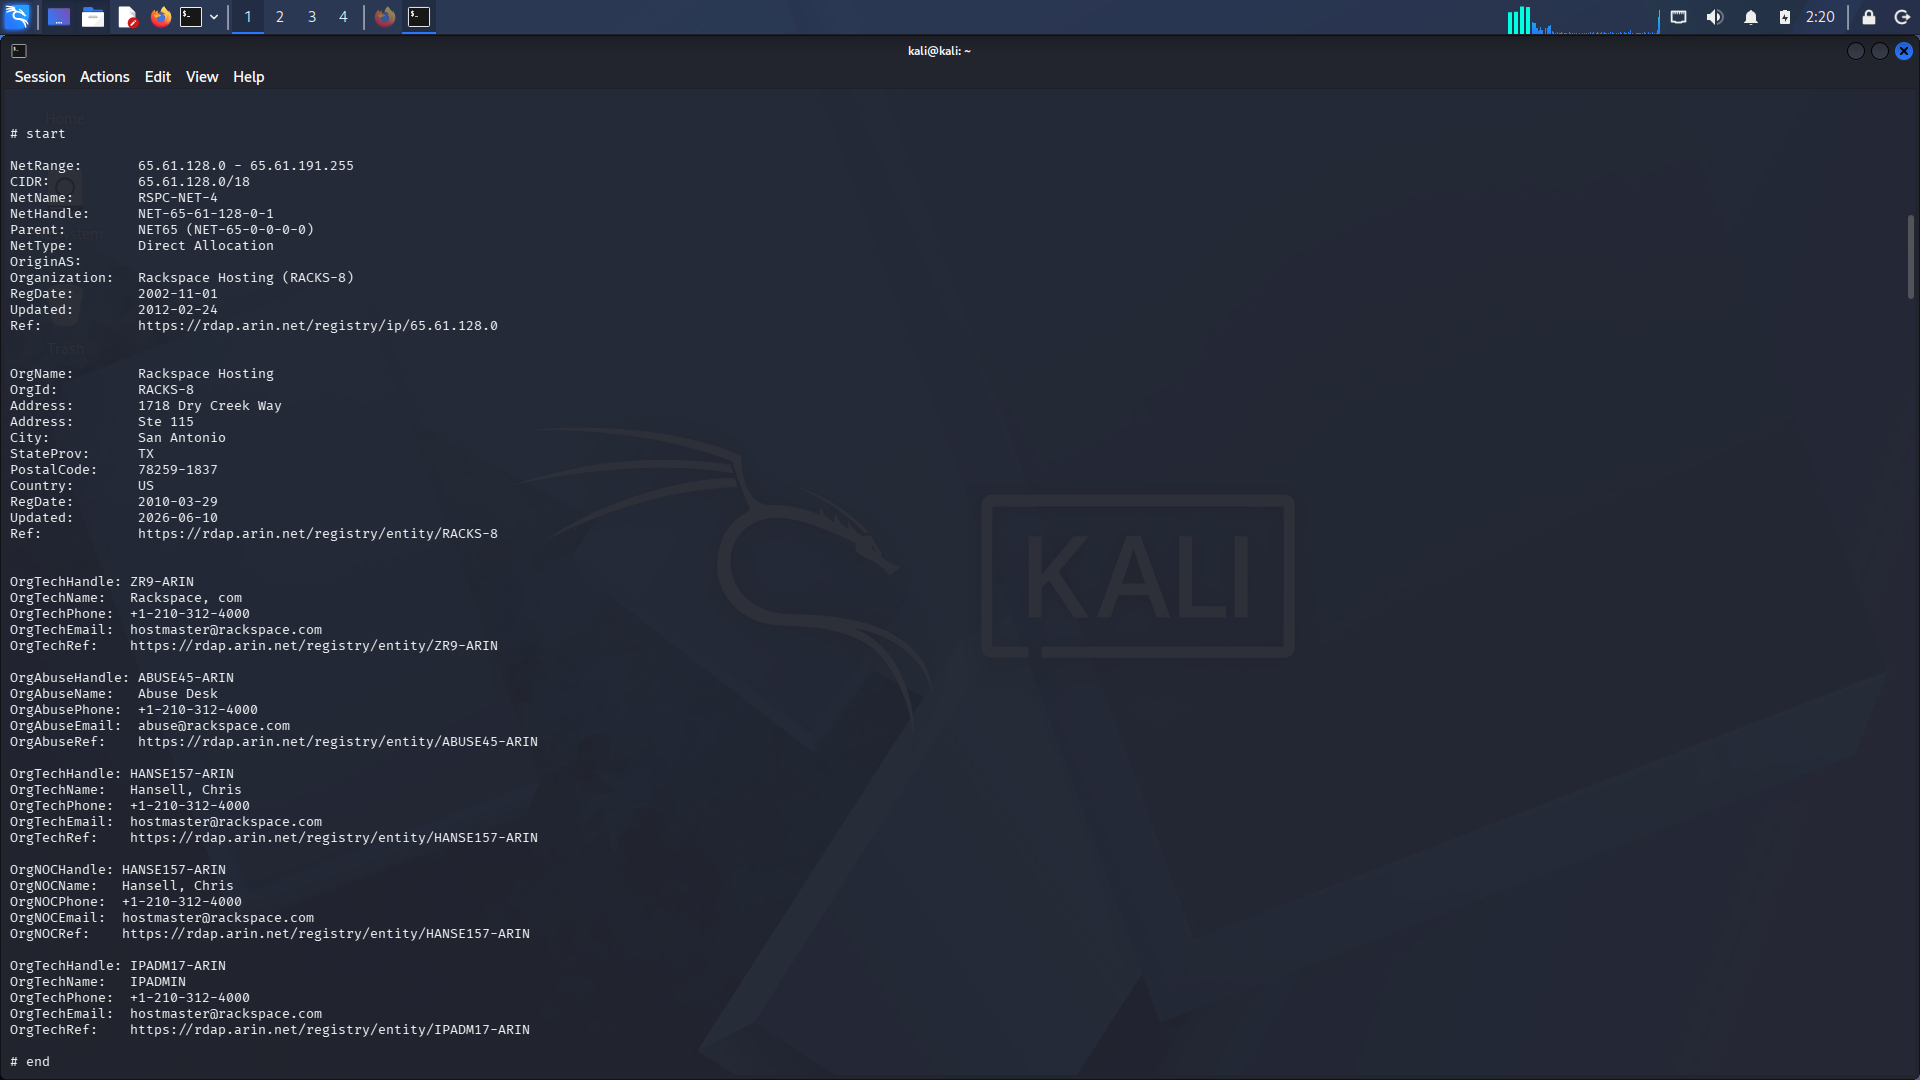 1 2 3 4
2:20
kali@kali: ~
Session Actions Edit View Help
Home
# start
NetRange: 65.61.128.0 - 65.61.191.255
CIDR: 65.61.128.0/18
NetName: RSPC-NET-4
NetHandle: NET-65-61-128-0-1
Parent: NET65 (NET-65-0-0-0-0)
NetType: Direct Allocation
OriginAS:
Organization: Rackspace Hosting (RACKS-8)
RegDate: 2002-11-01
Updated: 2012-02-24
Ref: https://rdap.arin.net/registry/ip/65.61.128.0
Trash
OrgName: Rackspace Hosting
OrgId: RACKS-8
Address: 1718 Dry Creek Way
Address: Ste 115
City: San Antonio
StateProv: TX
PostalCode: 78259-1837
Country: US
RegDate: 2010-03-29
Updated: 2026-06-10
Ref: https://rdap.arin.net/registry/entity/RACKS-8
KALI
OrgTechHandle: ZR9-ARIN
OrgTechName: Rackspace, com
OrgTechPhone: +1-210-312-4000
OrgTechEmail: hostmaster@rackspace.com
OrgTechRef: https://rdap.arin.net/registry/entity/ZR9-ARIN
OrgAbuseHandle: ABUSE45-ARIN
OrgAbuseName: Abuse Desk
OrgAbusePhone: +1-210-312-4000
OrgAbuseEmail: abuse@rackspace.com
OrgAbuseRef: https://rdap.arin.net/registry/entity/ABUSE45-ARIN
OrgTechHandle: HANSE157-ARIN
OrgTechName: Hansell, Chris
OrgTechPhone: +1-210-312-4000
OrgTechEmail: hostmaster@rackspace.com
OrgTechRef: https://rdap.arin.net/registry/entity/HANSE157-ARIN
OrgNOCHandle: HANSE157-ARIN
OrgNOCName: Hansell, Chris
OrgNOCPhone: +1-210-312-4000
OrgNOCEmail: hostmaster@rackspace.com
OrgNOCRef: https://rdap.arin.net/registry/entity/HANSE157-ARIN
OrgTechHandle: IPADM17-ARIN
OrgTechName: IPADMIN
OrgTechPhone: +1-210-312-4000
OrgTechEmail: hostmaster@rackspace.com
OrgTechRef: https://rdap.arin.net/registry/entity/IPADM17-ARIN
# end